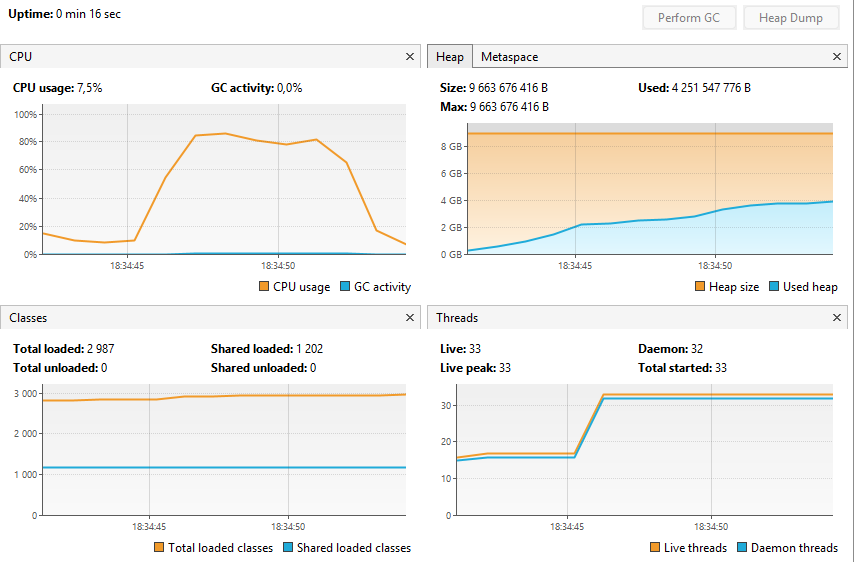 Uptime: 0 min 16 sec
Perform GC
Heap Dump
CPU
CPU usage: 7,5%
GC activity: 0,0%
100%
80%
60%
40%
20%
0%
18:34:45
18:34:50
CPU usage
GC activity
Heap
Metaspace
Size: 9 663 676 416 B
Used: 4 251 547 776 B
Max: 9 663 676 416 B
8 GB
6 GB
4 GB
2 GB
0 GB
18:34:45
18:34:50
Heap size
Used heap
Classes
Total loaded: 2 987
Shared loaded: 1 202
Total unloaded: 0
Shared unloaded: 0
3 000
2 000
1 000
0
18:34:45
18:34:50
Total loaded classes
Shared loaded classes
Threads
Live: 33
Daemon: 32
Live peak: 33
Total started: 33
30
20
10
0
18:34:45
18:34:50
Live threads
Daemon threads